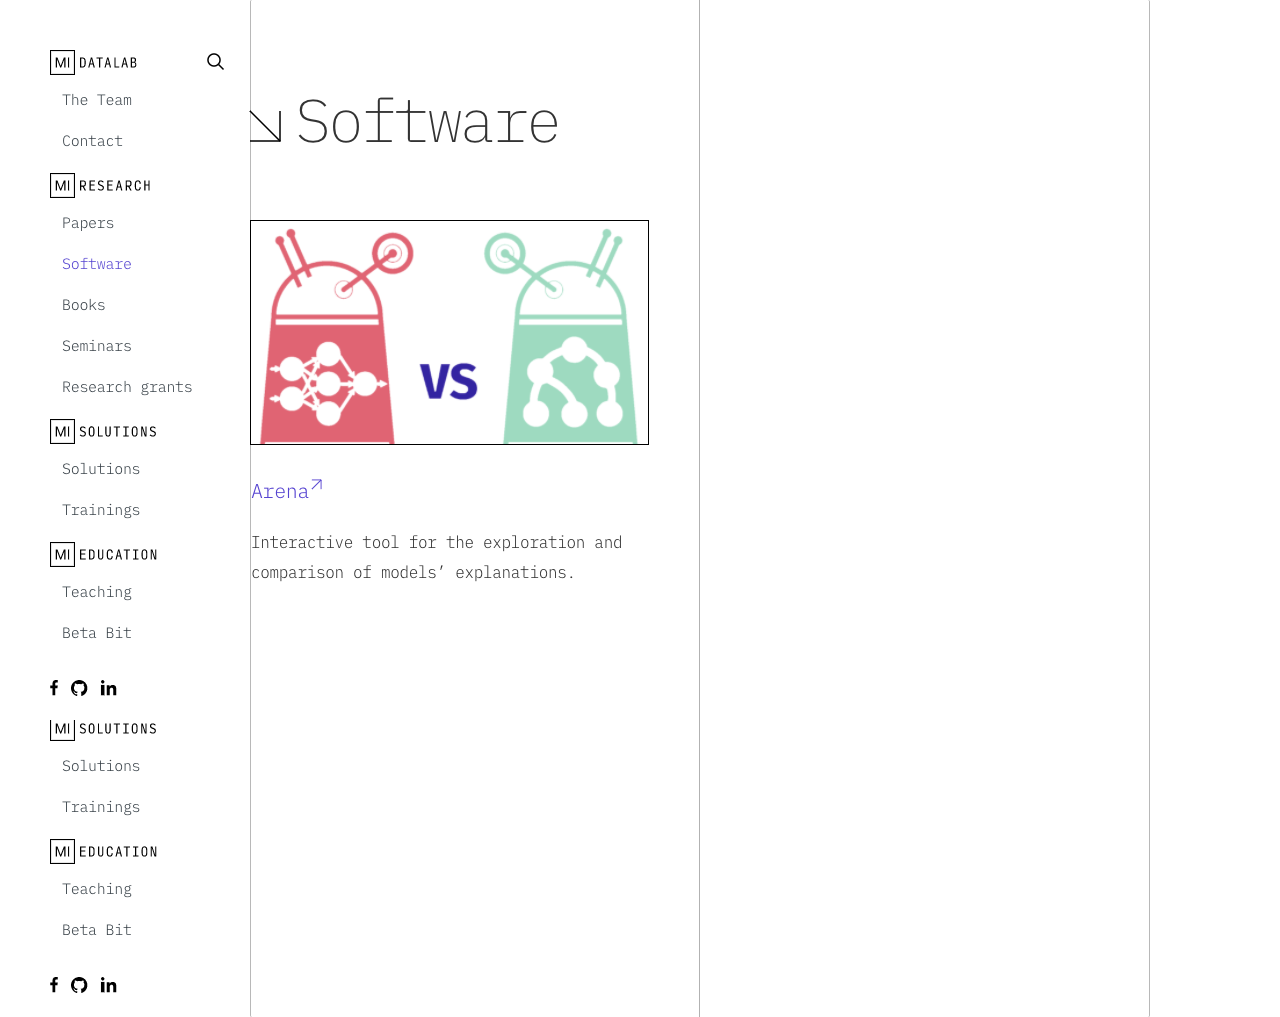 MI DATALAB
The Team
Contact
MI RESEARCH
Papers
Software
Books
Seminars
Research grants
MI SOLUTIONS
Solutions
Trainings
MI EDUCATION
Teaching
Beta Bit
MI SOLUTIONS
Solutions
Trainings
MI EDUCATION
Teaching
Beta Bit
Software
VS
Arena
Interactive tool for the exploration and
comparison of models’ explanations.